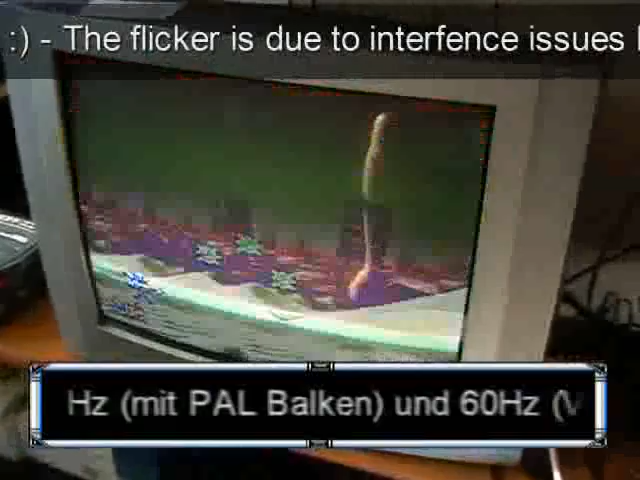 :) - The flicker is due to interfence issues
Hz (mit PAL Balken) und 60Hz (